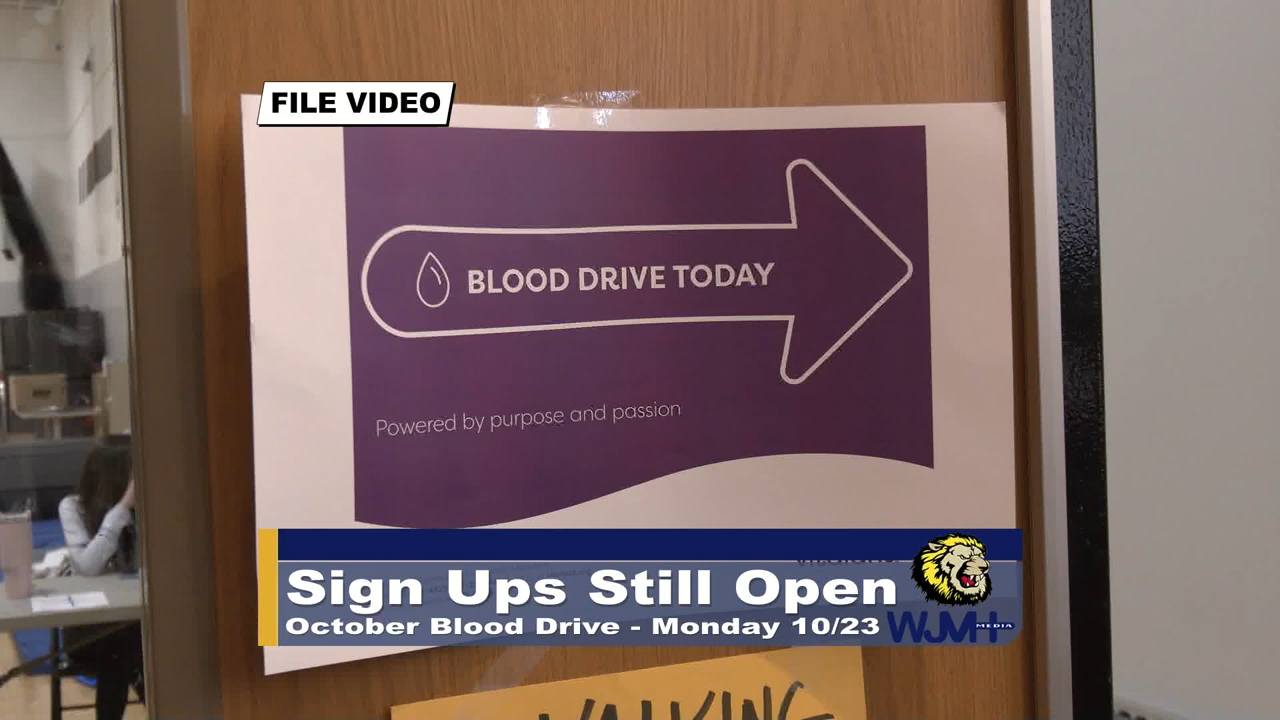 FILE VIDEO
BLOOD DRIVE TODAY
Powered by purpose and passion
Sign Ups Still Open
October Blood Drive - Monday 10/23
WJMH
MEDIA
WALKING